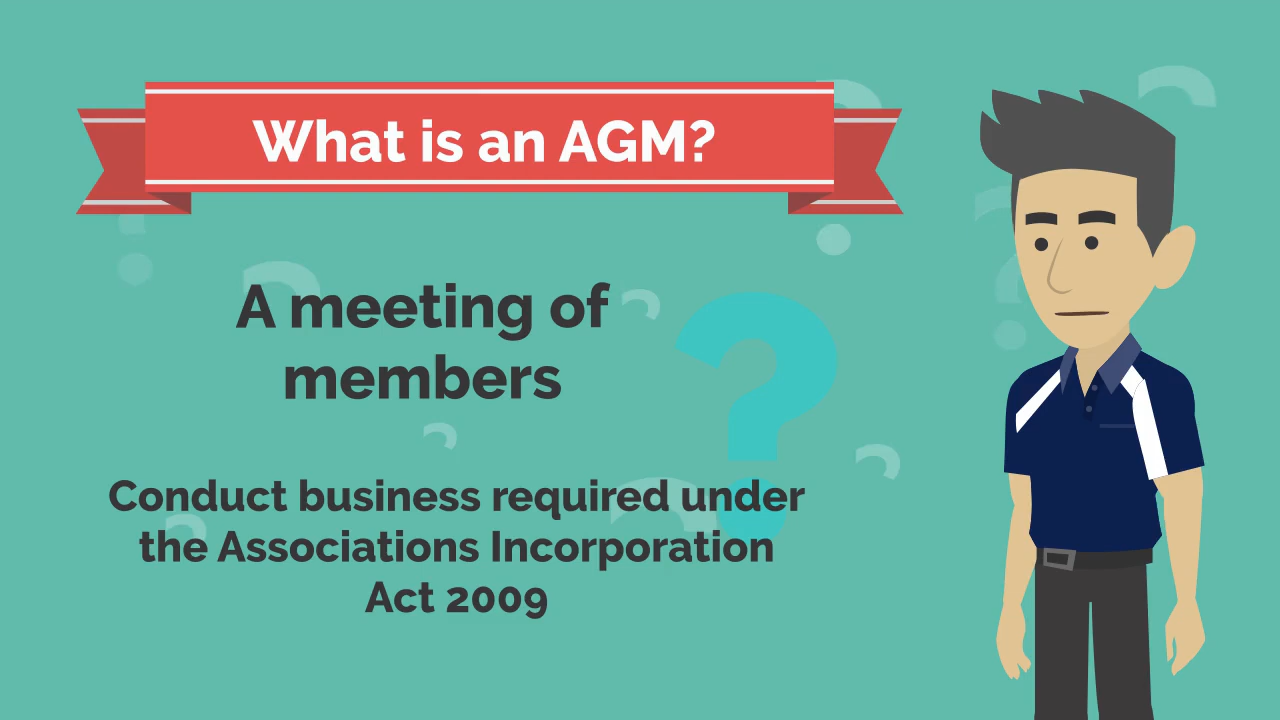 What is an AGM?
A meeting of
members
Conduct business required under
the Associations Incorporation
Act 2009